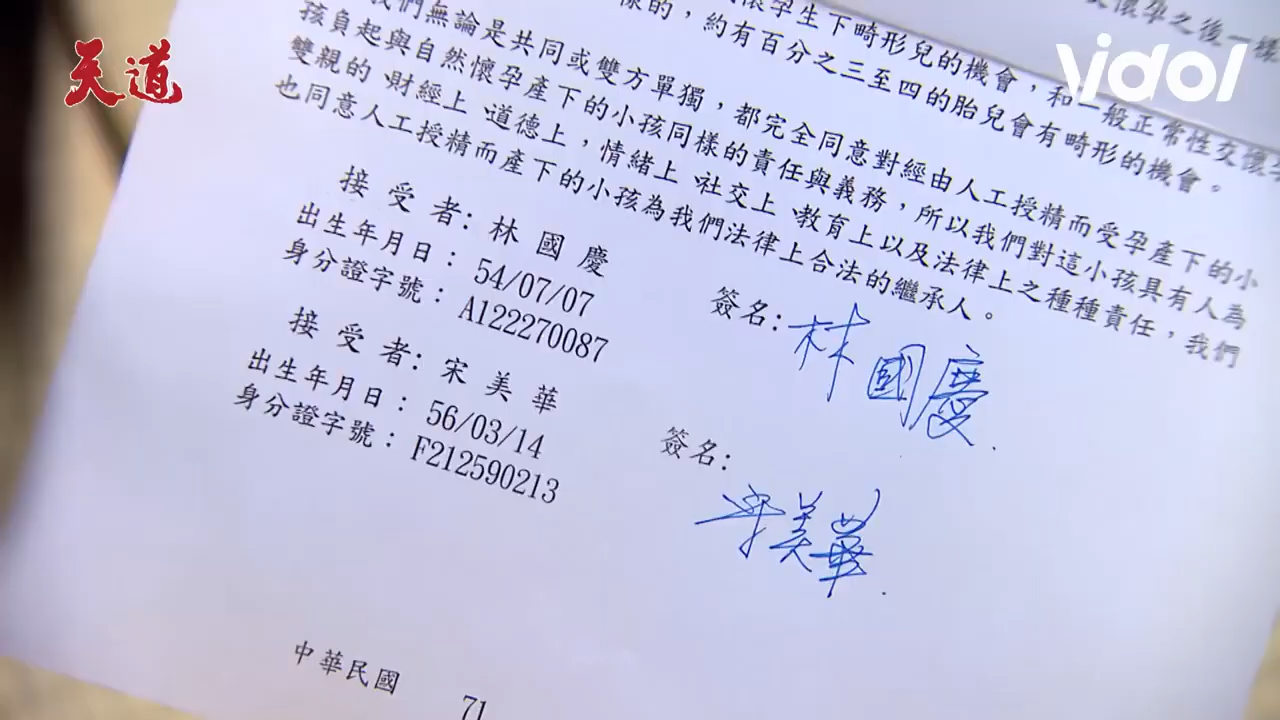 天道
vidol
懷孕之後一樣
懷孕生下畸形兒的機會，和一般正常性交懷孕
樣的，約有百分之三至四的胎兒會有畸形的機會。
我們無論是共同或雙方單獨，都完全同意對經由人工授精而受孕產下的小
孩負起與自然懷孕產下的小孩同樣的責任與義務，所以我們對這小孩具有人為
雙親的、財經上、道德上，情緒上、社交上、教育上以及法律上之種種責任，我們
也同意人工授精而產下的小孩為我們法律上合法的繼承人。
接受者：林國慶
簽名：林國慶
出生年月日：54/07/07
身分證字號：A122270087
接受者：宋美華
簽名：宋美華
出生年月日：56/03/14
身分證字號：F212590213
中華民國 71